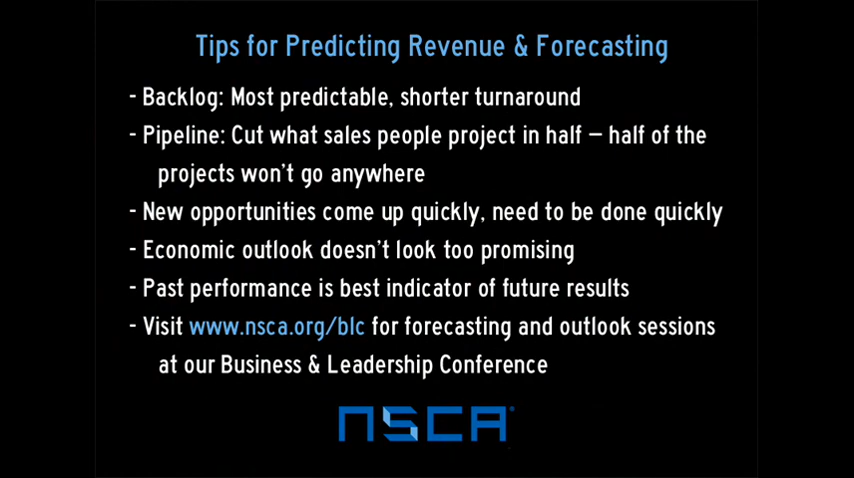 Tips for Predicting Revenue & Forecasting
- Backlog: Most predictable, shorter turnaround
- Pipeline: Cut what sales people project in half – half of the
projects won't go anywhere
- New opportunities come up quickly, need to be done quickly
- Economic outlook doesn't look too promising
- Past performance is best indicator of future results
- Visit www.nsca.org/blc for forecasting and outlook sessions
at our Business & Leadership Conference
NSCA